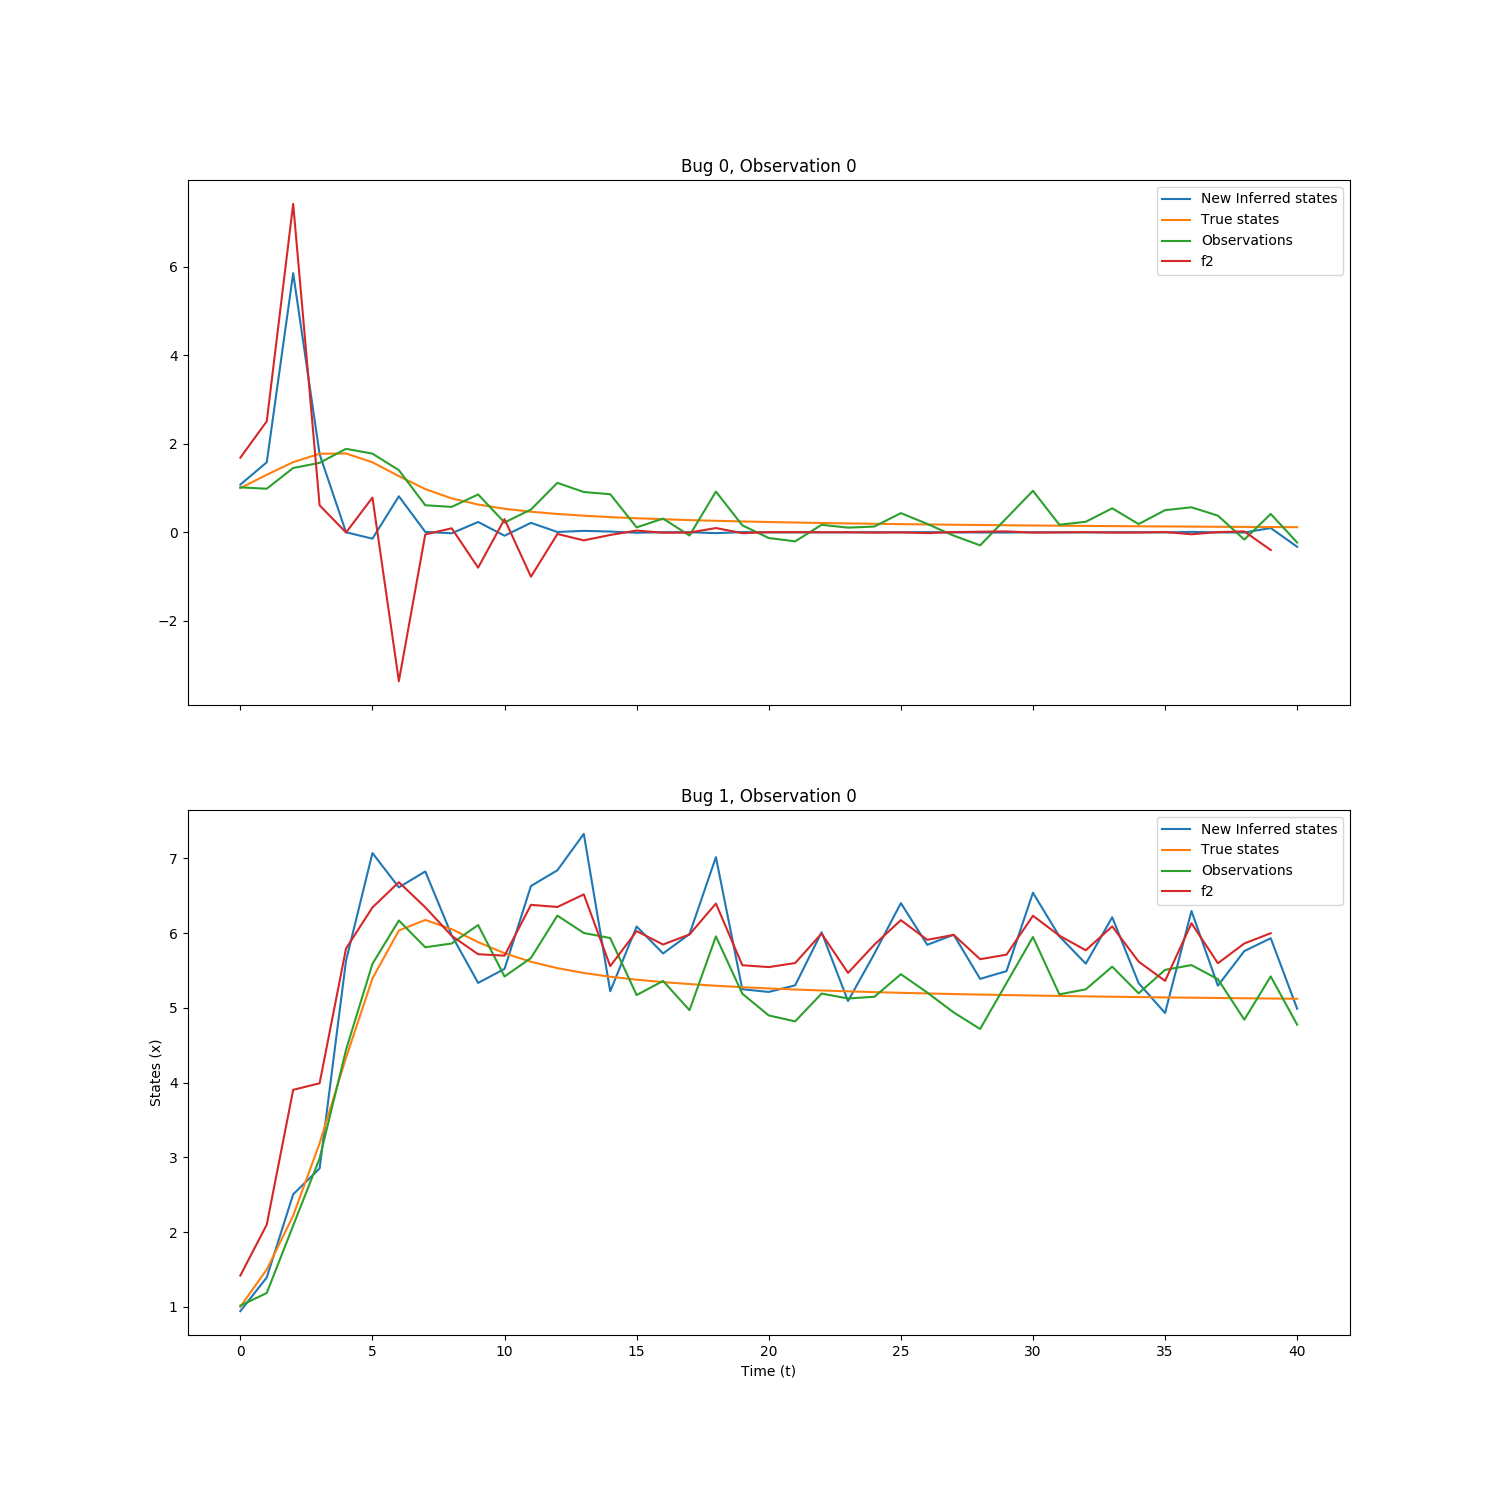 Bug 0, Observation 0
New Inferred states
True states
Observations
f2
6
4
2
0
−2
Bug 1, Observation 0
New Inferred states
True states
Observations
f2
7
6
5
4
3
2
1
States (x)
0 5 10 15 20 25 30 35 40
Time (t)